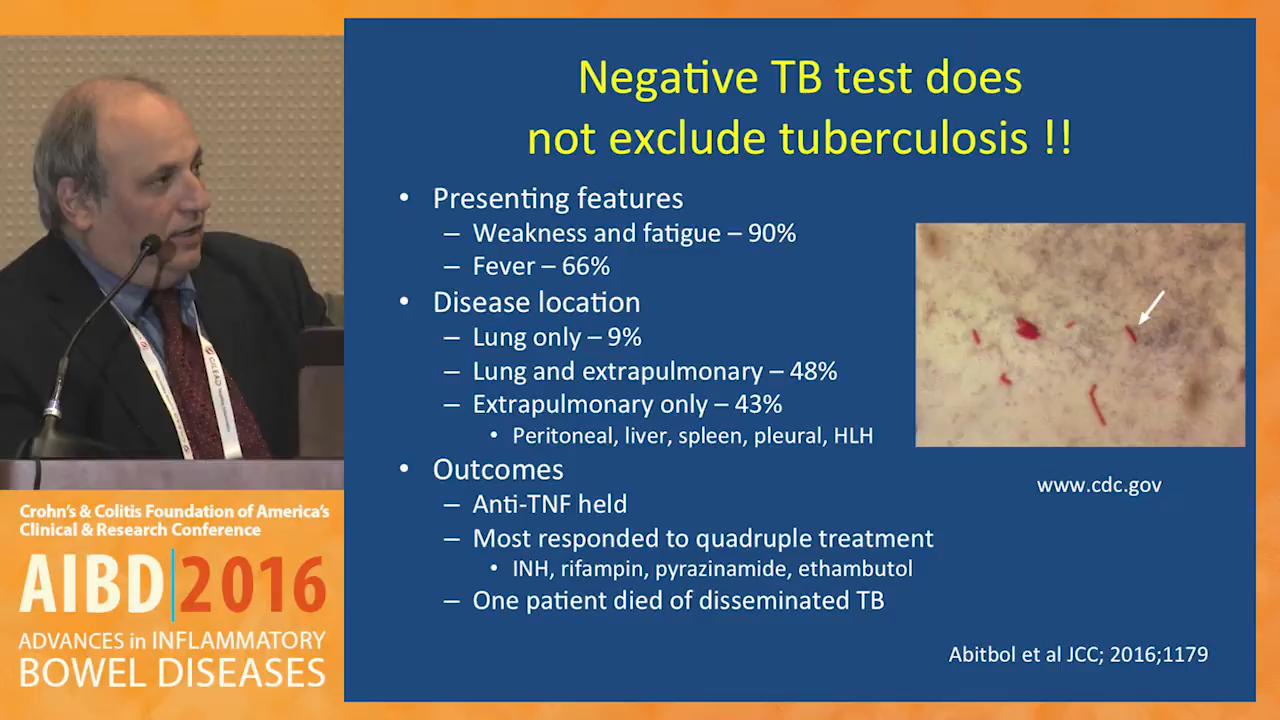 Negative TB test does
not exclude tuberculosis !!
• Presenting features
– Weakness and fatigue – 90%
– Fever – 66%
• Disease location
– Lung only – 9%
– Lung and extrapulmonary – 48%
– Extrapulmonary only – 43%
• Peritoneal, liver, spleen, pleural, HLH
• Outcomes
– Anti-TNF held
– Most responded to quadruple treatment
• INH, rifampin, pyrazinamide, ethambutol
– One patient died of disseminated TB
www.cdc.gov
Abitbol et al JCC; 2016;1179
GILEAD
Crohn's & Colitis Foundation of America's
Clinical & Research Conference
AIBD|2016
ADVANCES in INFLAMMATORY
BOWEL DISEASES